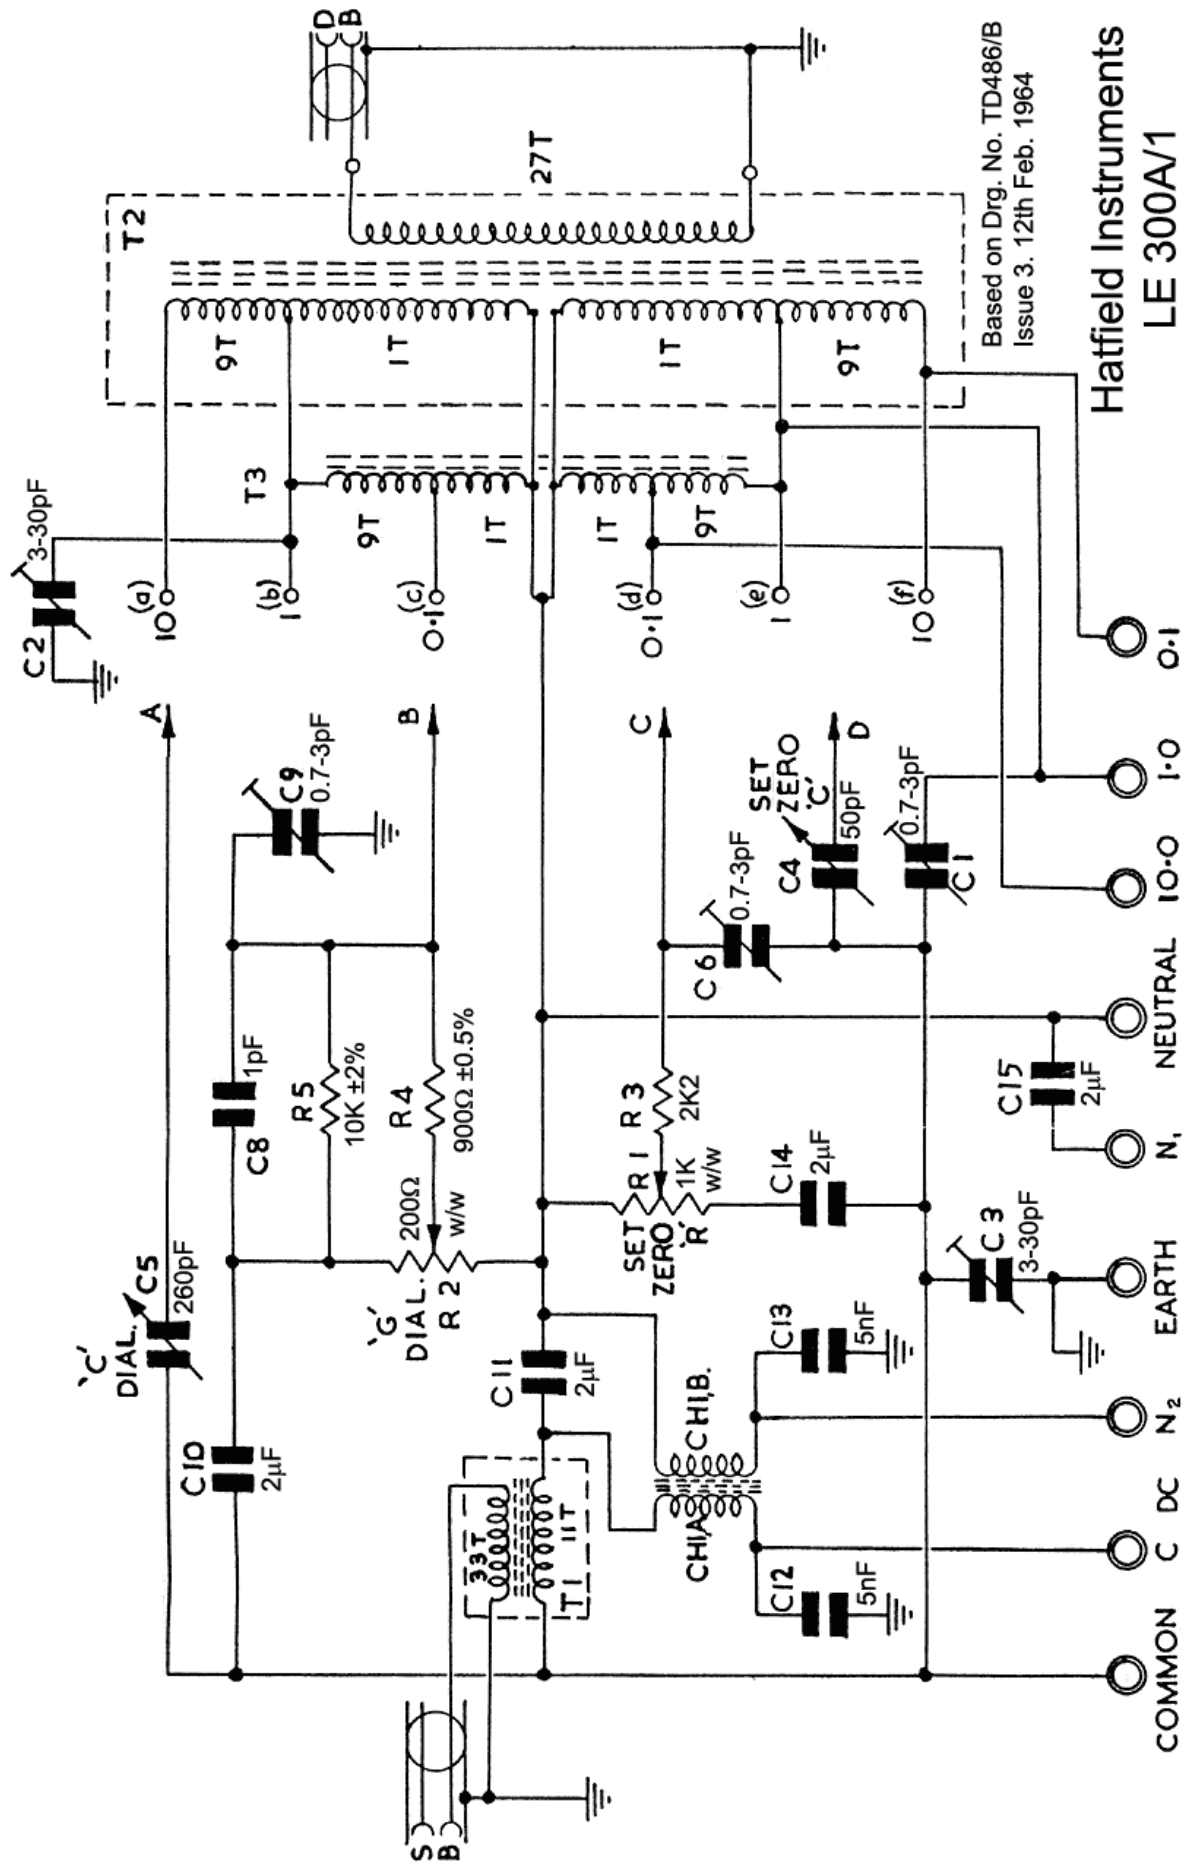 C2
3-30pF
T2
T3
9T
1T
1T
9T
9T
1T
1T
9T
27T
D
B
10
(a)
1
(b)
0·1
(c)
0·1
(d)
1
(e)
10
(f)
A
B
C
D
'C'
DIAL.
C5
260pF
C9
0.7-3pF
C8
1pF
C10
2µF
R5
10K ±2%
R4
900Ω ±0.5%
'G'
DIAL.
R2
200Ω
w/w
C11
2µF
S
B
33T
T1
11T
SET
ZERO
'R'
R1
1K
w/w
R3
2K2
C6
0.7-3pF
SET
ZERO
'C'
C4
50pF
C1
0.7-3pF
C14
2µF
CH1A
CH1,B.
C12
5nF
C13
5nF
C3
3-30pF
C15
2µF
COMMON
C
DC
N2
EARTH
N1
NEUTRAL
10·0
1·0
0·1
Based on Drg. No. TD486/B
Issue 3. 12th Feb. 1964
Hatfield Instruments
LE 300A/1